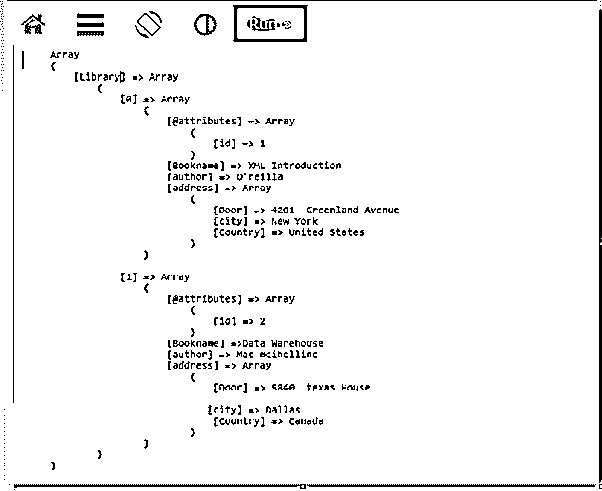 Run
Array
(
[Library] => Array
(
[0] => Array
(
[@attributes] => Array
(
[id] => 1
)
[Bookname] => XML Introduction
[author] => O'reilla
[address] => Array
(
[Door] => 4201 Greenland Avenue
[city] => New York
[Country] => United States
)
)
[1] => Array
(
[@attributes] => Array
(
[id] => 2
)
[Bookname] =>Data Warehouse
[author] => Mac
[address] => Array
(
[Door] => 5860 Texas House
[city] => Dallas
[Country] => Canada
)
)
)
)